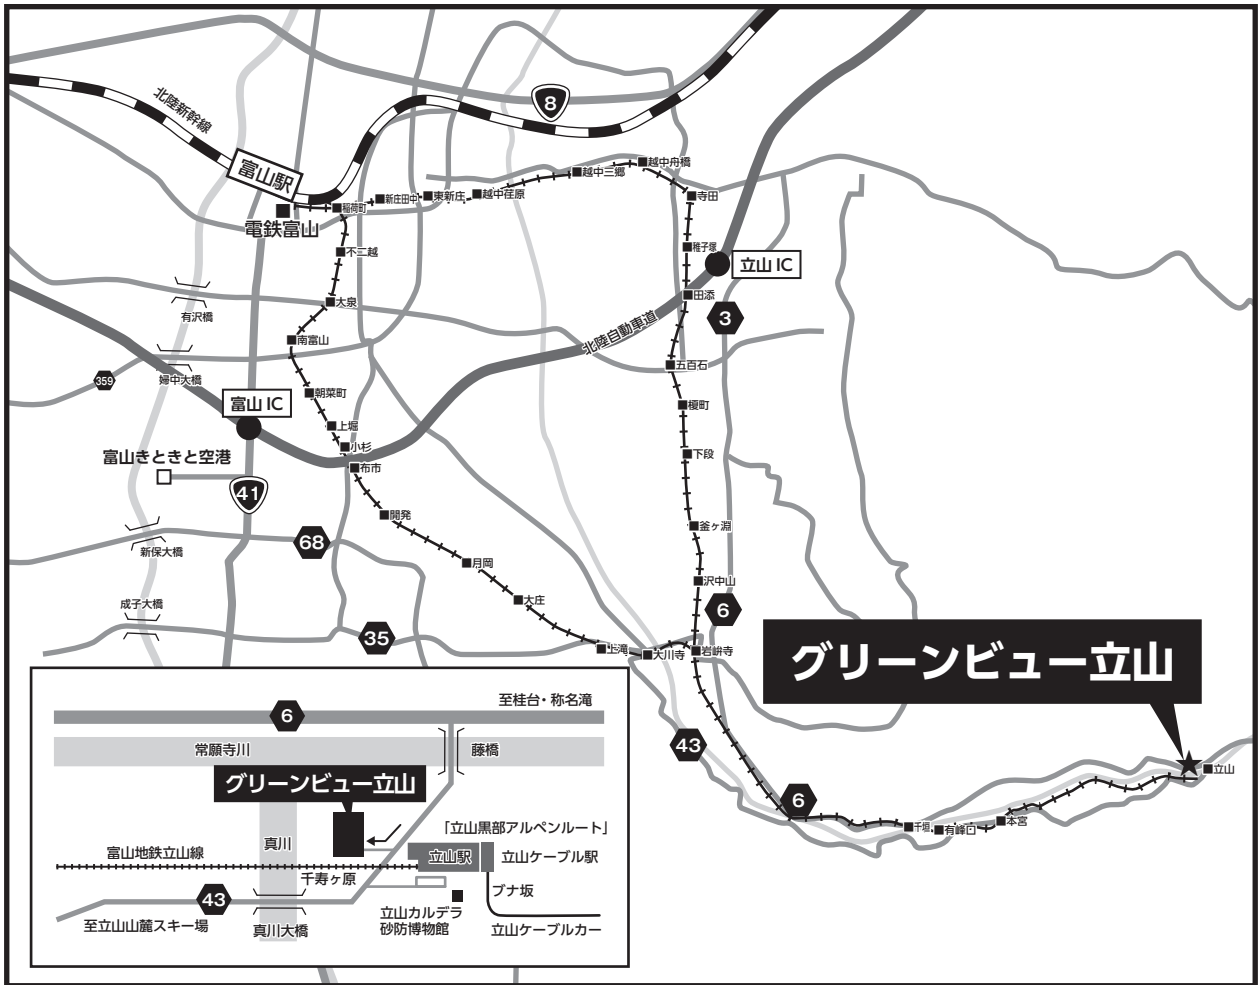 8
北陸新幹線
富山駅
電鉄富山
稲荷町
新庄田中
東新庄
越中荏原
越中三郷
越中舟橋
寺田
稚子塚
立山 IC
田添
3
北陸自動車道
不二越
大泉
有沢橋
南富山
婦中大橋
359
五百石
朝菜町
榎町
富山 IC
上堀
小杉
布市
下段
富山きときと空港
41
開発
釜ヶ淵
68
新保大橋
月岡
沢中山
大庄
成子大橋
6
35
上滝
大川寺
岩峅寺
グリーンビュー立山
43
6
千垣
有峰口
本宮
立山
至桂台・称名滝
6
常願寺川
藤橋
グリーンビュー立山
真川
「立山黒部アルペンルート」
富山地鉄立山線
立山駅
立山ケーブル駅
千寿ヶ原
ブナ坂
43
立山カルデラ
砂防博物館
至立山山麓スキー場
真川大橋
立山ケーブルカー